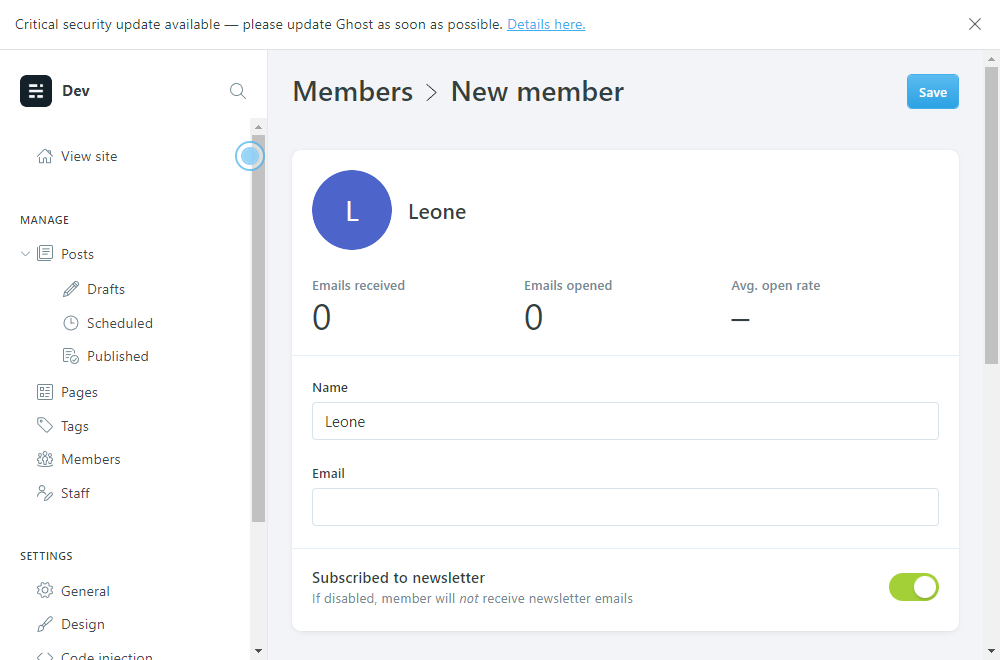 Critical security update available — please update Ghost as soon as possible. Details here.
Dev
View site
MANAGE
Posts
Drafts
Scheduled
Published
Pages
Tags
Members
Staff
SETTINGS
General
Design
Code injection
Members > New member
Save
L
Leone
Emails received
0
Emails opened
0
Avg. open rate
–
Name
Leone
Email
Subscribed to newsletter
If disabled, member will not receive newsletter emails